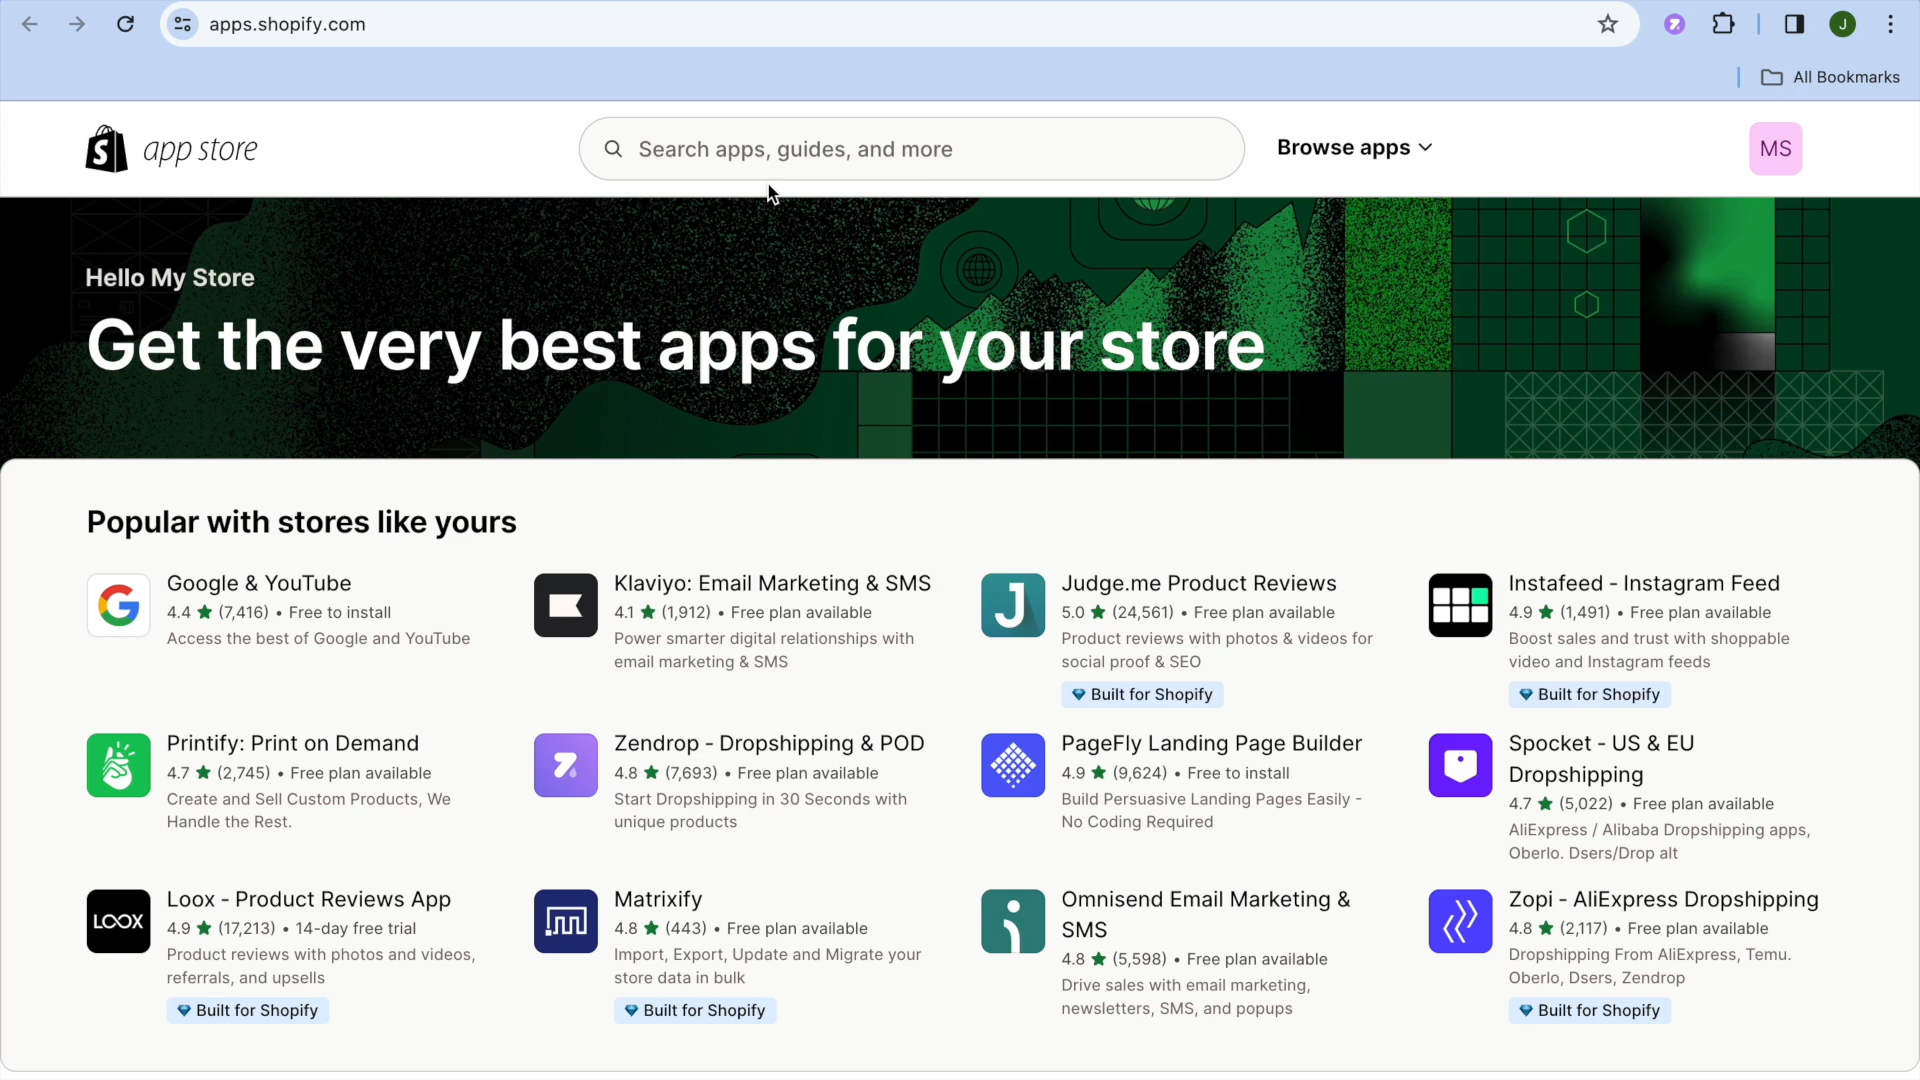 apps.shopify.com
J
All Bookmarks
S app store
Search apps, guides, and more
Browse apps
MS
Hello My Store
Get the very best apps for your store
Popular with stores like yours
Google & YouTube
4.4 ★ (7,416) • Free to install
Access the best of Google and YouTube
Klaviyo: Email Marketing & SMS
4.1 ★ (1,912) • Free plan available
Power smarter digital relationships with
email marketing & SMS
Judge.me Product Reviews
5.0 ★ (24,561) • Free plan available
Product reviews with photos & videos for
social proof & SEO
Built for Shopify
Instafeed - Instagram Feed
4.9 ★ (1,491) • Free plan available
Boost sales and trust with shoppable
video and Instagram feeds
Built for Shopify
Printify: Print on Demand
4.7 ★ (2,745) • Free plan available
Create and Sell Custom Products, We
Handle the Rest.
Zendrop - Dropshipping & POD
4.8 ★ (7,693) • Free plan available
Start Dropshipping in 30 Seconds with
unique products
PageFly Landing Page Builder
4.9 ★ (9,624) • Free to install
Build Persuasive Landing Pages Easily -
No Coding Required
Spocket - US & EU
Dropshipping
4.7 ★ (5,022) • Free plan available
AliExpress / Alibaba Dropshipping apps,
Oberlo. Dsers/Drop alt
LOOX
Loox - Product Reviews App
4.9 ★ (17,213) • 14-day free trial
Product reviews with photos and videos,
referrals, and upsells
Built for Shopify
Matrixify
4.8 ★ (443) • Free plan available
Import, Export, Update and Migrate your
store data in bulk
Built for Shopify
Omnisend Email Marketing &
SMS
4.8 ★ (5,598) • Free plan available
Drive sales with email marketing,
newsletters, SMS, and popups
Zopi - AliExpress Dropshipping
4.8 ★ (2,117) • Free plan available
Dropshipping From AliExpress, Temu.
Oberlo, Dsers, Zendrop
Built for Shopify